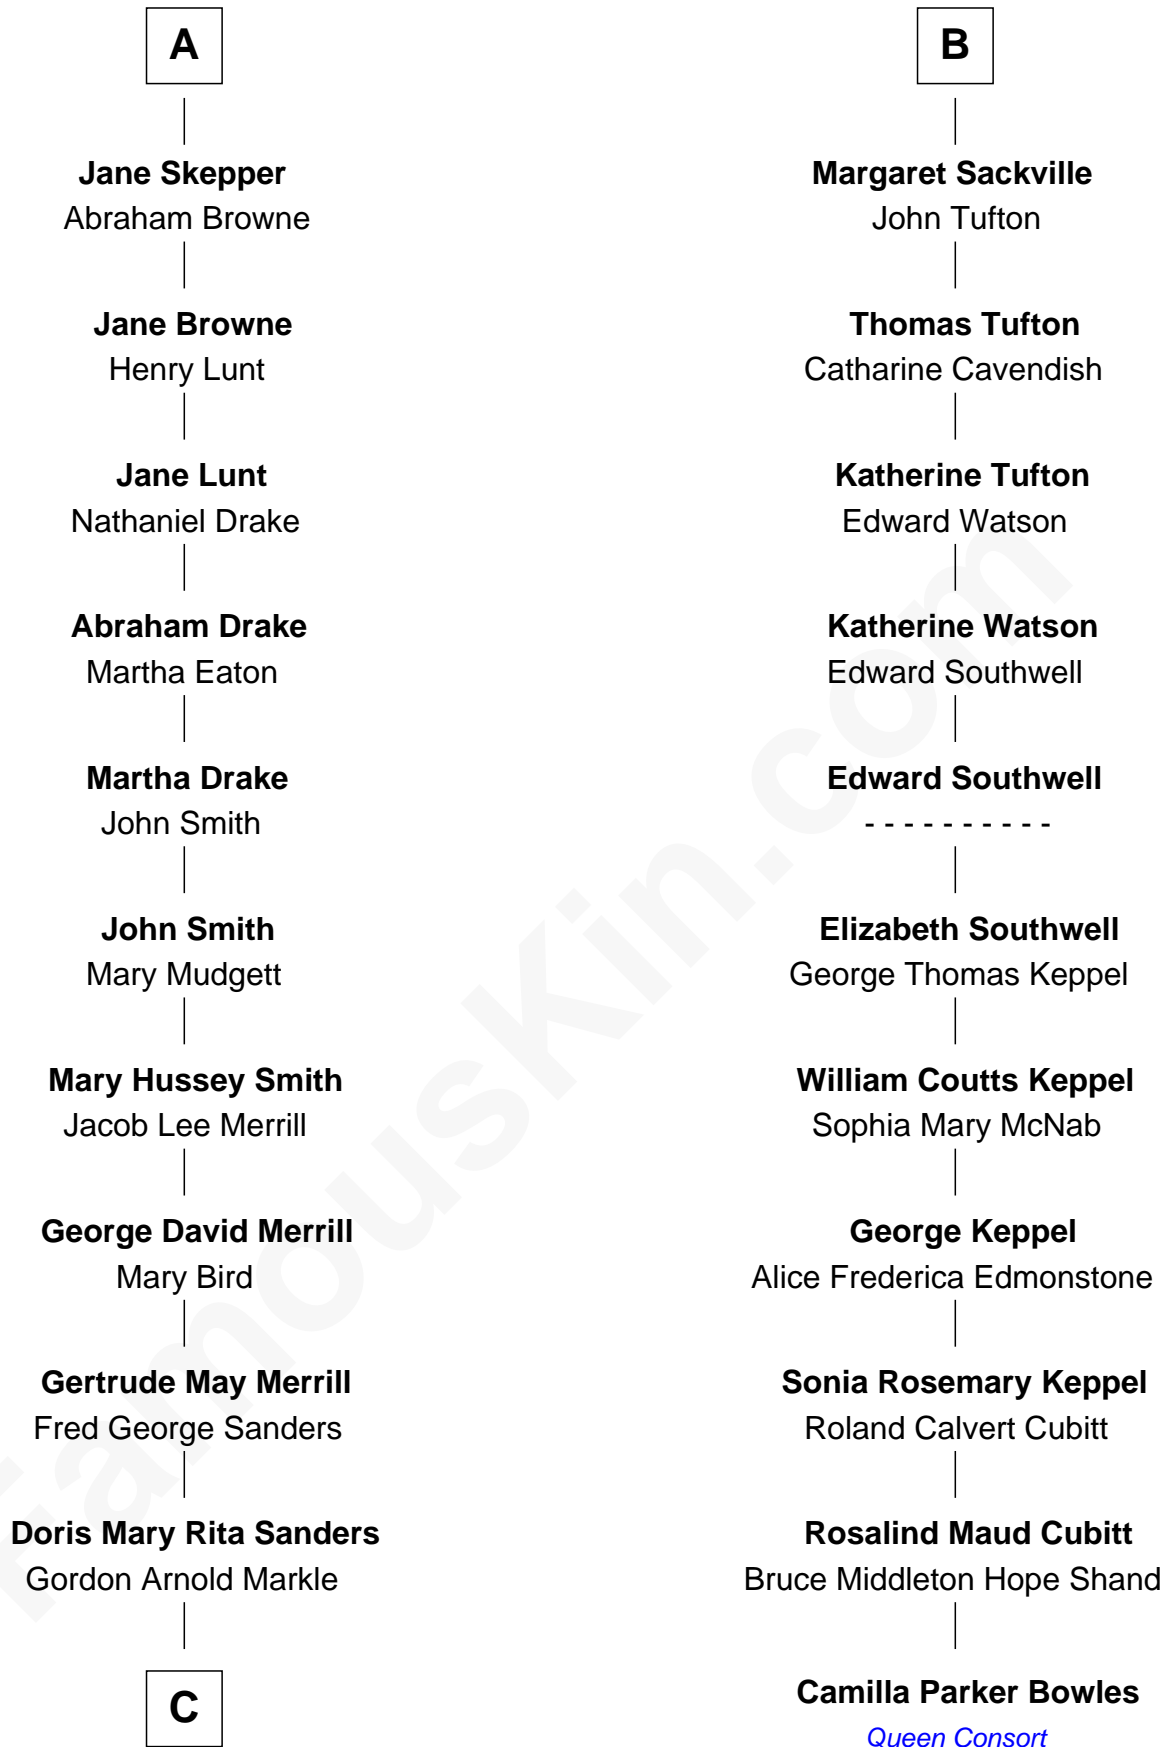 A
Jane Skepper
Abraham Browne
Jane Browne
Henry Lunt
Jane Lunt
Nathaniel Drake
Abraham Drake
Martha Eaton
Martha Drake
John Smith
John Smith
Mary Mudgett
Mary Hussey Smith
Jacob Lee Merrill
George David Merrill
Mary Bird
Gertrude May Merrill
Fred George Sanders
Doris Mary Rita Sanders
Gordon Arnold Markle
C
B
Margaret Sackville
John Tufton
Thomas Tufton
Catharine Cavendish
Katherine Tufton
Edward Watson
Katherine Watson
Edward Southwell
Edward Southwell
- - - - - - - - - -
Elizabeth Southwell
George Thomas Keppel
William Coutts Keppel
Sophia Mary McNab
George Keppel
Alice Frederica Edmonstone
Sonia Rosemary Keppel
Roland Calvert Cubitt
Rosalind Maud Cubitt
Bruce Middleton Hope Shand
Camilla Parker Bowles
Queen Consort
FamousKin.com